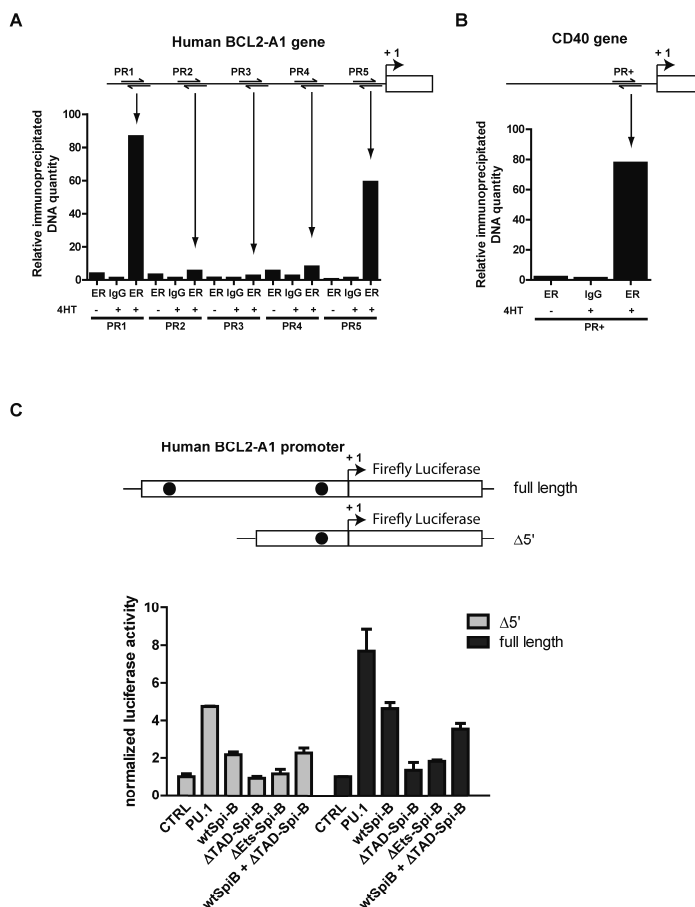 A
Human BCL2-A1 gene
+ 1
PR1 PR2 PR3 PR4 PR5
Relative immunoprecipitated
DNA quantity
100
80
60
40
20
0
ER IgG ER ER IgG ER ER IgG ER ER IgG ER ER IgG ER
4HT - + + - + + - + + - + + - + +
PR1 PR2 PR3 PR4 PR5
B
CD40 gene
+ 1
PR+
Relative immunoprecipitated
DNA quantity
100
80
60
40
20
0
ER IgG ER
4HT - + +
PR+
C
Human BCL2-A1 promoter
+ 1
Firefly Luciferase
full length
+ 1
Firefly Luciferase
Δ5'
normalized luciferase activity
10
8
6
4
2
0
Δ5'
full length
CTRL
PU.1
wtSpi-B
ΔTAD-Spi-B
ΔEts-Spi-B
wtSpiB + ΔTAD-Spi-B
CTRL
PU.1
wtSpi-B
ΔTAD-Spi-B
ΔEts-Spi-B
wtSpiB + ΔTAD-Spi-B